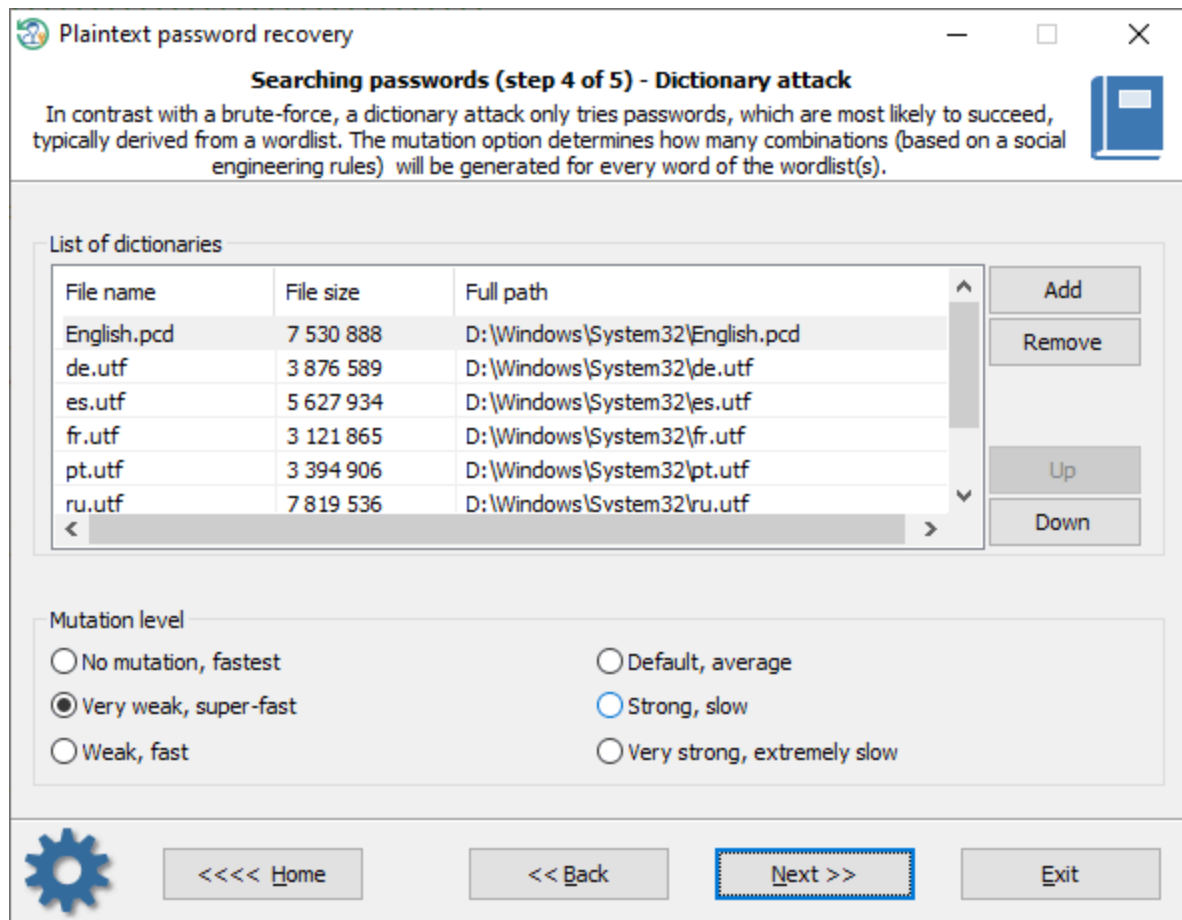 Plaintext password recovery
Searching passwords (step 4 of 5) - Dictionary attack
In contrast with a brute-force, a dictionary attack only tries passwords, which are most likely to succeed,
typically derived from a wordlist. The mutation option determines how many combinations (based on a social
engineering rules)  will be generated for every word of the wordlist(s).
List of dictionaries
File name File size Full path
Add
English.pcd 7 530 888 D:\Windows\System32\English.pcd
Remove
de.utf 3 876 589 D:\Windows\System32\de.utf
es.utf 5 627 934 D:\Windows\System32\es.utf
fr.utf 3 121 865 D:\Windows\System32\fr.utf
pt.utf 3 394 906 D:\Windows\System32\pt.utf
Up
ru.utf 7 819 536 D:\Windows\System32\ru.utf
Down
Mutation level
No mutation, fastest
Default, average
Very weak, super-fast
Strong, slow
Weak, fast
Very strong, extremely slow
<<<< Home
<< Back
Next >>
Exit